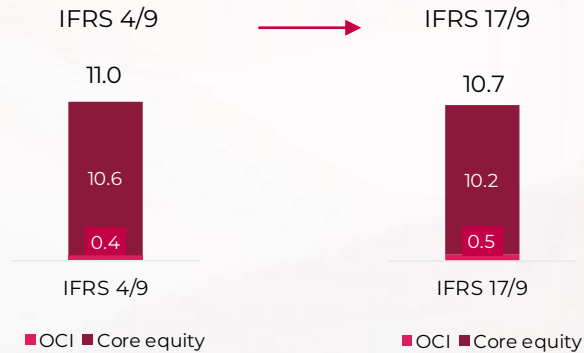 IFRS 4/9
IFRS 17/9
11.0
10.7
10.6
10.2
0.4
0.5
IFRS 4/9
IFRS 17/9
OCI Core equity
OCI Core equity